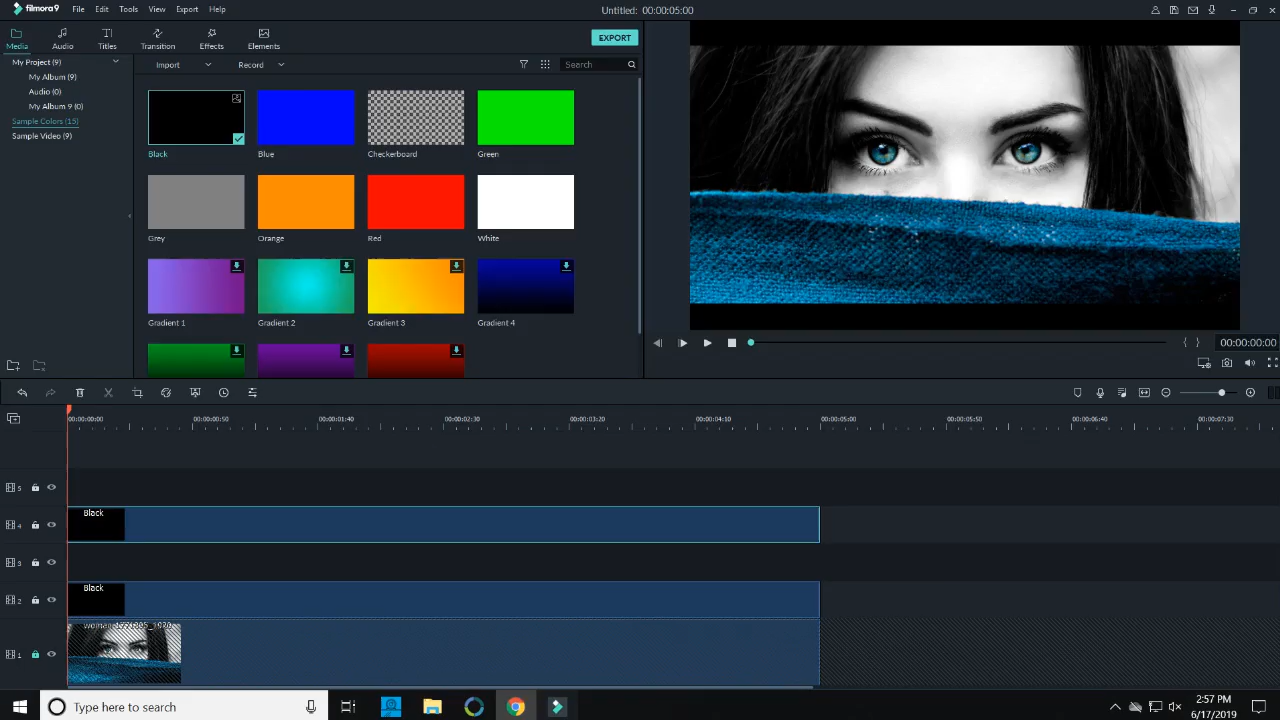 filmora9 File Edit Tools View Export Help Untitled: 00:00:05:00
Media Audio Titles Transition Effects Elements EXPORT
My Project (9) Import Record Search
My Album (9)
Audio (0)
My Album 9 (0)
Sample Colors (15)
Sample Video (9)
Black Blue Checkerboard Green
Grey Orange Red White
Gradient 1 Gradient 2 Gradient 3 Gradient 4
00:00:00:00
00:00:00:00 00:00:00:50 00:00:01:40 00:00:02:30 00:00:03:20 00:00:04:10 00:00:05:00 00:00:05:50 00:00:06:40 00:00:07:30
5
4 Black
3
2 Black
1
Type here to search
2:57 PM
6/17/2019